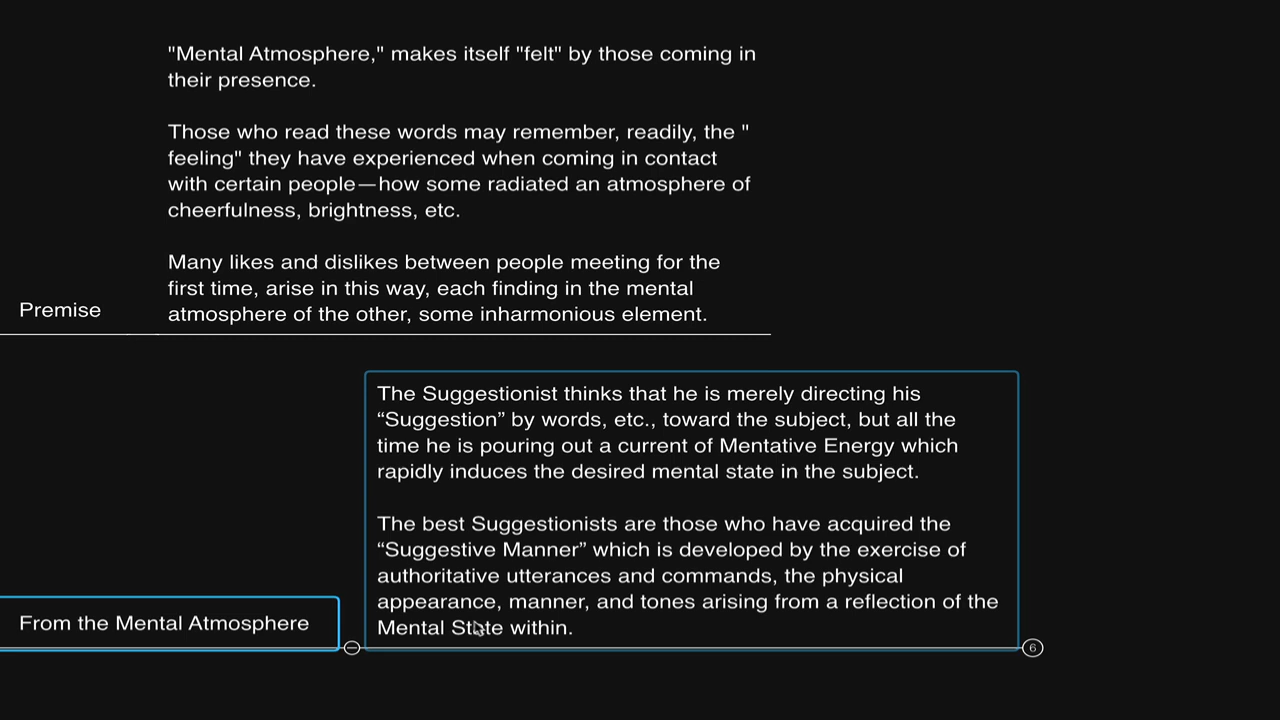 "Mental Atmosphere," makes itself "felt" by those coming in
their presence.
Those who read these words may remember, readily, the "
feeling" they have experienced when coming in contact
with certain people—how some radiated an atmosphere of
cheerfulness, brightness, etc.
Many likes and dislikes between people meeting for the
first time, arise in this way, each finding in the mental
atmosphere of the other, some inharmonious element.
Premise
The Suggestionist thinks that he is merely directing his
“Suggestion” by words, etc., toward the subject, but all the
time he is pouring out a current of Mentative Energy which
rapidly induces the desired mental state in the subject.
The best Suggestionists are those who have acquired the
“Suggestive Manner” which is developed by the exercise of
authoritative utterances and commands, the physical
appearance, manner, and tones arising from a reflection of the
Mental State within.
From the Mental Atmosphere
6